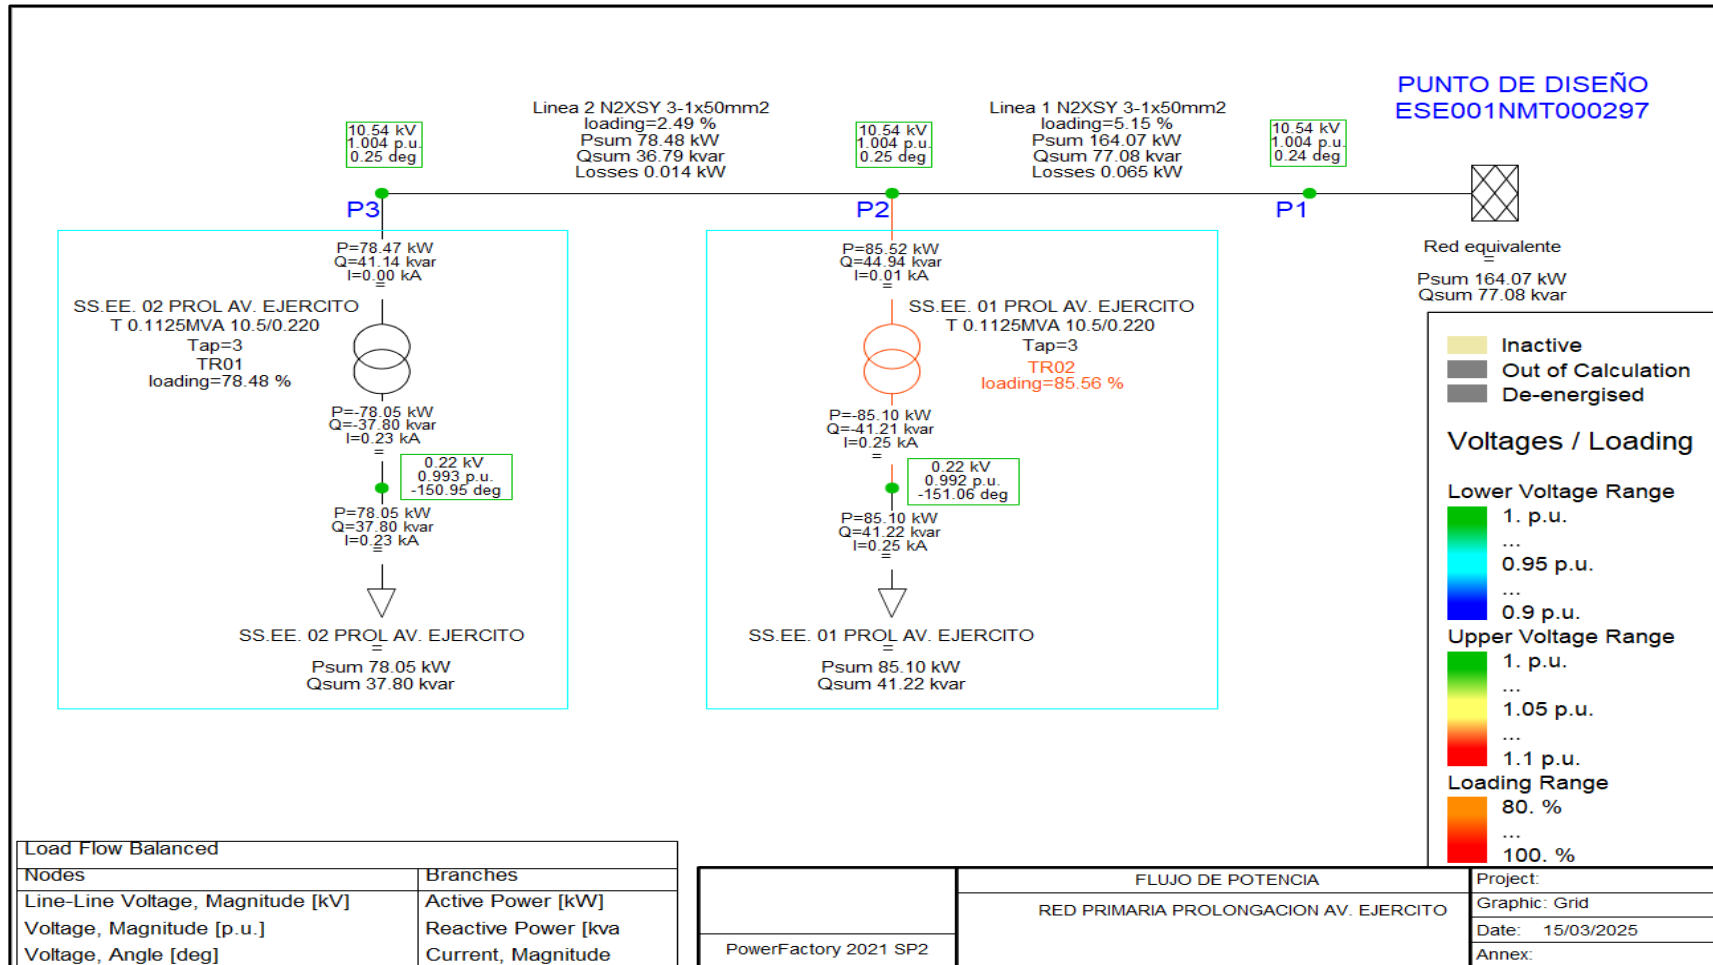 PUNTO DE DISEÑO
ESE001NMT000297
Linea 2 N2XSY 3-1x50mm2
loading=2.49 %
Psum 78.48 kW
Qsum 36.79 kvar
Losses 0.014 kW
Linea 1 N2XSY 3-1x50mm2
loading=5.15 %
Psum 164.07 kW
Qsum 77.08 kvar
Losses 0.065 kW
10.54 kV
1.004 p.u.
0.25 deg
10.54 kV
1.004 p.u.
0.25 deg
10.54 kV
1.004 p.u.
0.24 deg
P3
P2
P1
Red equivalente
=
Psum 164.07 kW
Qsum 77.08 kvar
P=78.47 kW
Q=41.14 kvar
I=0.00 kA
=
SS.EE. 02 PROL AV. EJERCITO
T 0.1125MVA 10.5/0.220
Tap=3
TR01
loading=78.48 %
P=-78.05 kW
Q=-37.80 kvar
I=0.23 kA
=
0.22 kV
0.993 p.u.
-150.95 deg
P=78.05 kW
Q=37.80 kvar
I=0.23 kA
=
SS.EE. 02 PROL AV. EJERCITO
=
Psum 78.05 kW
Qsum 37.80 kvar
P=85.52 kW
Q=44.94 kvar
I=0.01 kA
=
SS.EE. 01 PROL AV. EJERCITO
T 0.1125MVA 10.5/0.220
Tap=3
TR02
loading=85.56 %
P=-85.10 kW
Q=-41.21 kvar
I=0.25 kA
=
0.22 kV
0.992 p.u.
-151.06 deg
P=85.10 kW
Q=41.22 kvar
I=0.25 kA
=
SS.EE. 01 PROL AV. EJERCITO
=
Psum 85.10 kW
Qsum 41.22 kvar
Inactive
Out of Calculation
De-energised
Voltages / Loading
Lower Voltage Range
1. p.u.
...
0.95 p.u.
...
0.9 p.u.
Upper Voltage Range
1. p.u.
...
1.05 p.u.
...
1.1 p.u.
Loading Range
80. %
...
100. %
Load Flow Balanced
Nodes
Branches
Line-Line Voltage, Magnitude [kV]
Active Power [kW]
Voltage, Magnitude [p.u.]
Reactive Power [kva
Voltage, Angle [deg]
Current, Magnitude
PowerFactory 2021 SP2
FLUJO DE POTENCIA
RED PRIMARIA PROLONGACION AV. EJERCITO
Project:
Graphic: Grid
Date: 15/03/2025
Annex: